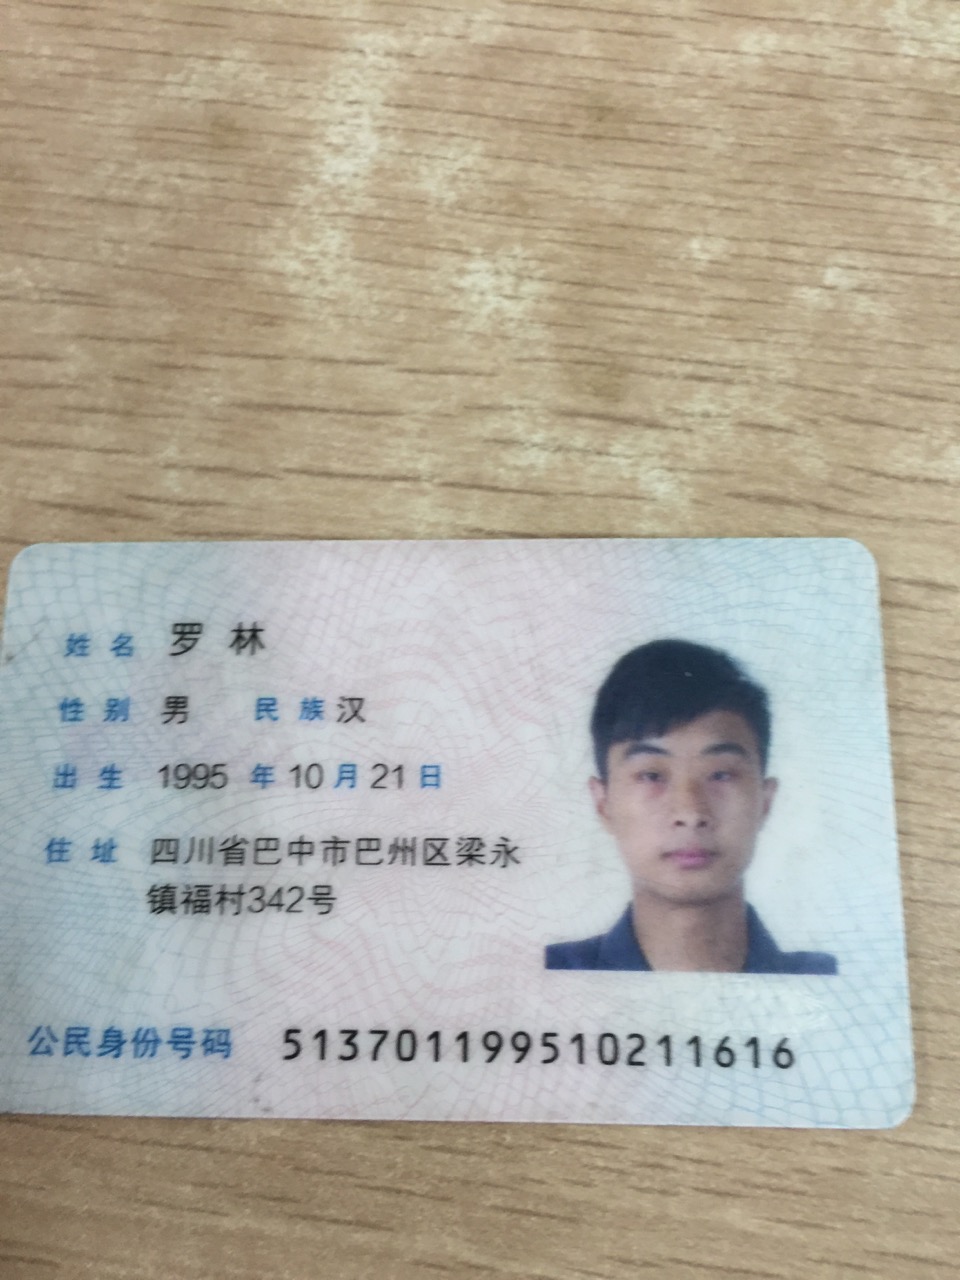 姓名 罗林
性别 男 民族 汉
出生 1995 年 10 月 21 日
住址 四川省巴中市巴州区梁永
镇福村342号
公民身份号码 513701199510211616